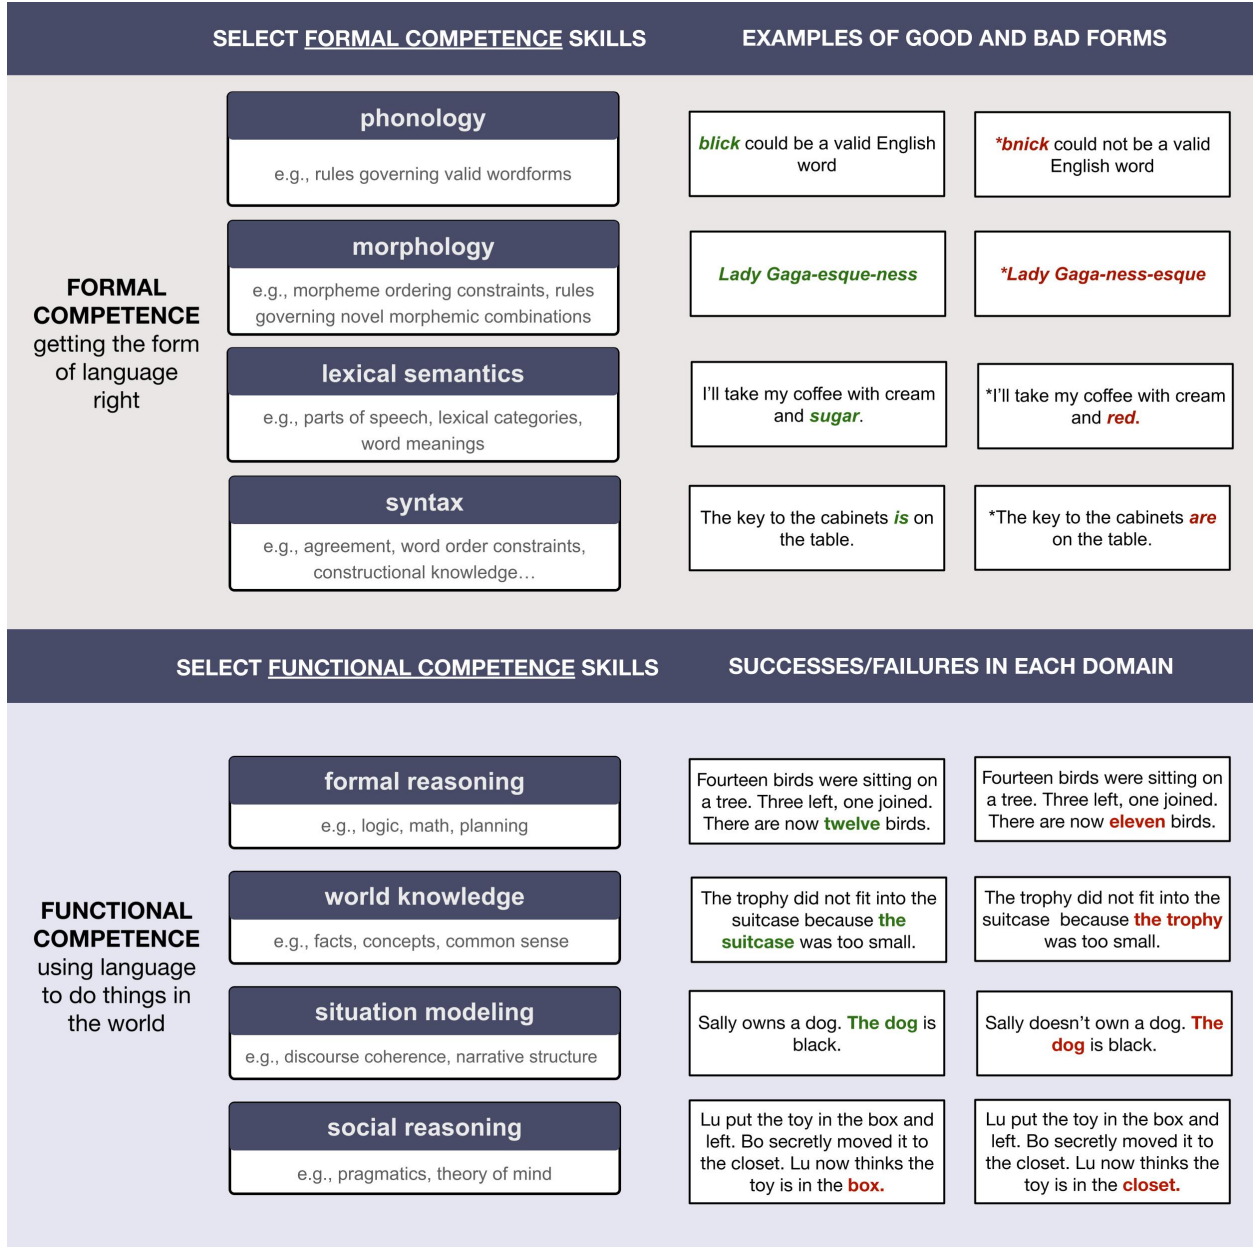 SELECT FORMAL COMPETENCE SKILLS
EXAMPLES OF GOOD AND BAD FORMS
FORMAL
COMPETENCE
getting the form
of language
right
phonology
e.g., rules governing valid wordforms
blick could be a valid English
word
*bnick could not be a valid
English word
morphology
e.g., morpheme ordering constraints, rules
governing novel morphemic combinations
Lady Gaga-esque-ness
*Lady Gaga-ness-esque
lexical semantics
e.g., parts of speech, lexical categories,
word meanings
I'll take my coffee with cream
and sugar.
*I'll take my coffee with cream
and red.
syntax
e.g., agreement, word order constraints,
constructional knowledge…
The key to the cabinets is on
the table.
*The key to the cabinets are
on the table.
SELECT FUNCTIONAL COMPETENCE SKILLS
SUCCESSES/FAILURES IN EACH DOMAIN
FUNCTIONAL
COMPETENCE
using language
to do things in
the world
formal reasoning
e.g., logic, math, planning
Fourteen birds were sitting on
a tree. Three left, one joined.
There are now twelve birds.
Fourteen birds were sitting on
a tree. Three left, one joined.
There are now eleven birds.
world knowledge
e.g., facts, concepts, common sense
The trophy did not fit into the
suitcase because the
suitcase was too small.
The trophy did not fit into the
suitcase because the trophy
was too small.
situation modeling
e.g., discourse coherence, narrative structure
Sally owns a dog. The dog is
black.
Sally doesn't own a dog. The
dog is black.
social reasoning
e.g., pragmatics, theory of mind
Lu put the toy in the box and
left. Bo secretly moved it to
the closet. Lu now thinks the
toy is in the box.
Lu put the toy in the box and
left. Bo secretly moved it to
the closet. Lu now thinks the
toy is in the closet.